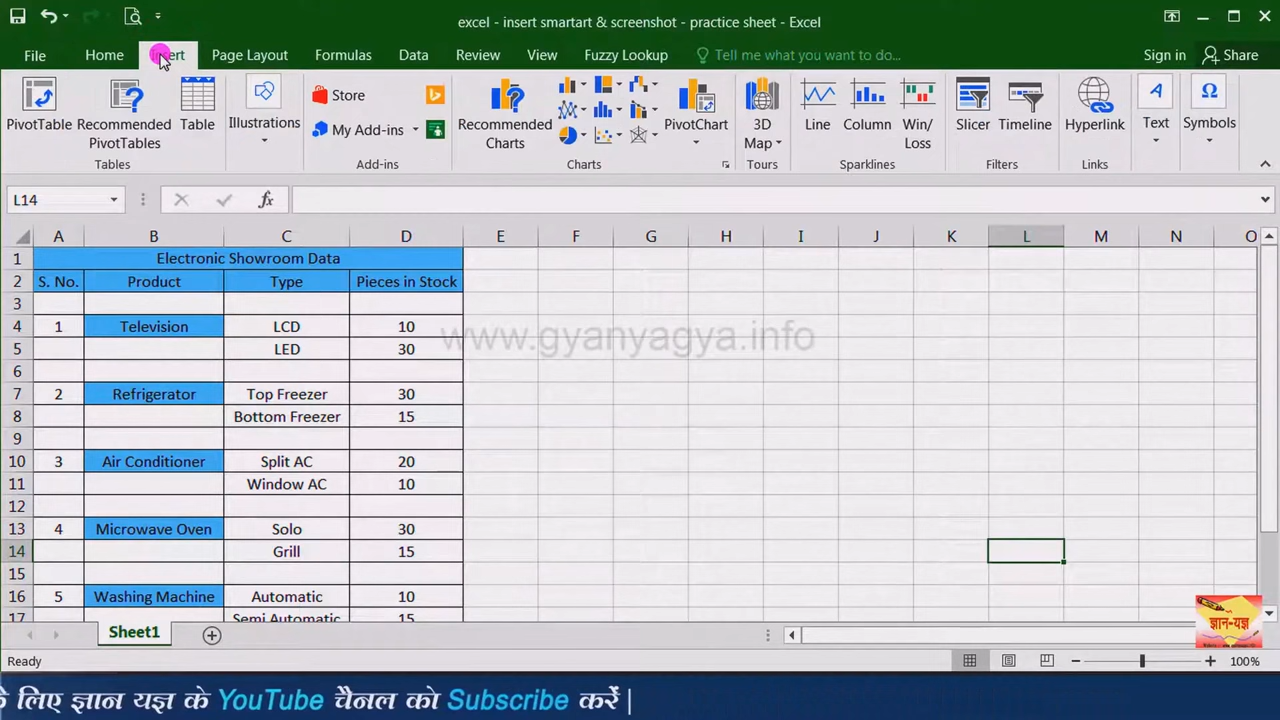 excel - insert smartart & screenshot - practice sheet - Excel
File Home Insert Page Layout Formulas Data Review View Fuzzy Lookup Tell me what you want to do... Sign in Share
PivotTable Recommended PivotTables Table Illustrations Store My Add-ins Recommended Charts PivotChart 3D Map Line Column Win/Loss Slicer Timeline Hyperlink Text Symbols
Tables Add-ins Charts Tours Sparklines Filters Links
L14 fx
A B C D E F G H I J K L M N O
1 Electronic Showroom Data
2 S. No. Product Type Pieces in Stock
3
4 1 Television LCD 10
www.gyanyagya.info
5 LED 30
6
7 2 Refrigerator Top Freezer 30
8 Bottom Freezer 15
9
10 3 Air Conditioner Split AC 20
11 Window AC 10
12
13 4 Microwave Oven Solo 30
14 Grill 15
15
16 5 Washing Machine Automatic 10
17 Semi Automatic 15
ज्ञान-यज्ञ
Sheet1
Ready 100%
के लिए ज्ञान यज्ञ के YouTube चैनल को Subscribe करें |